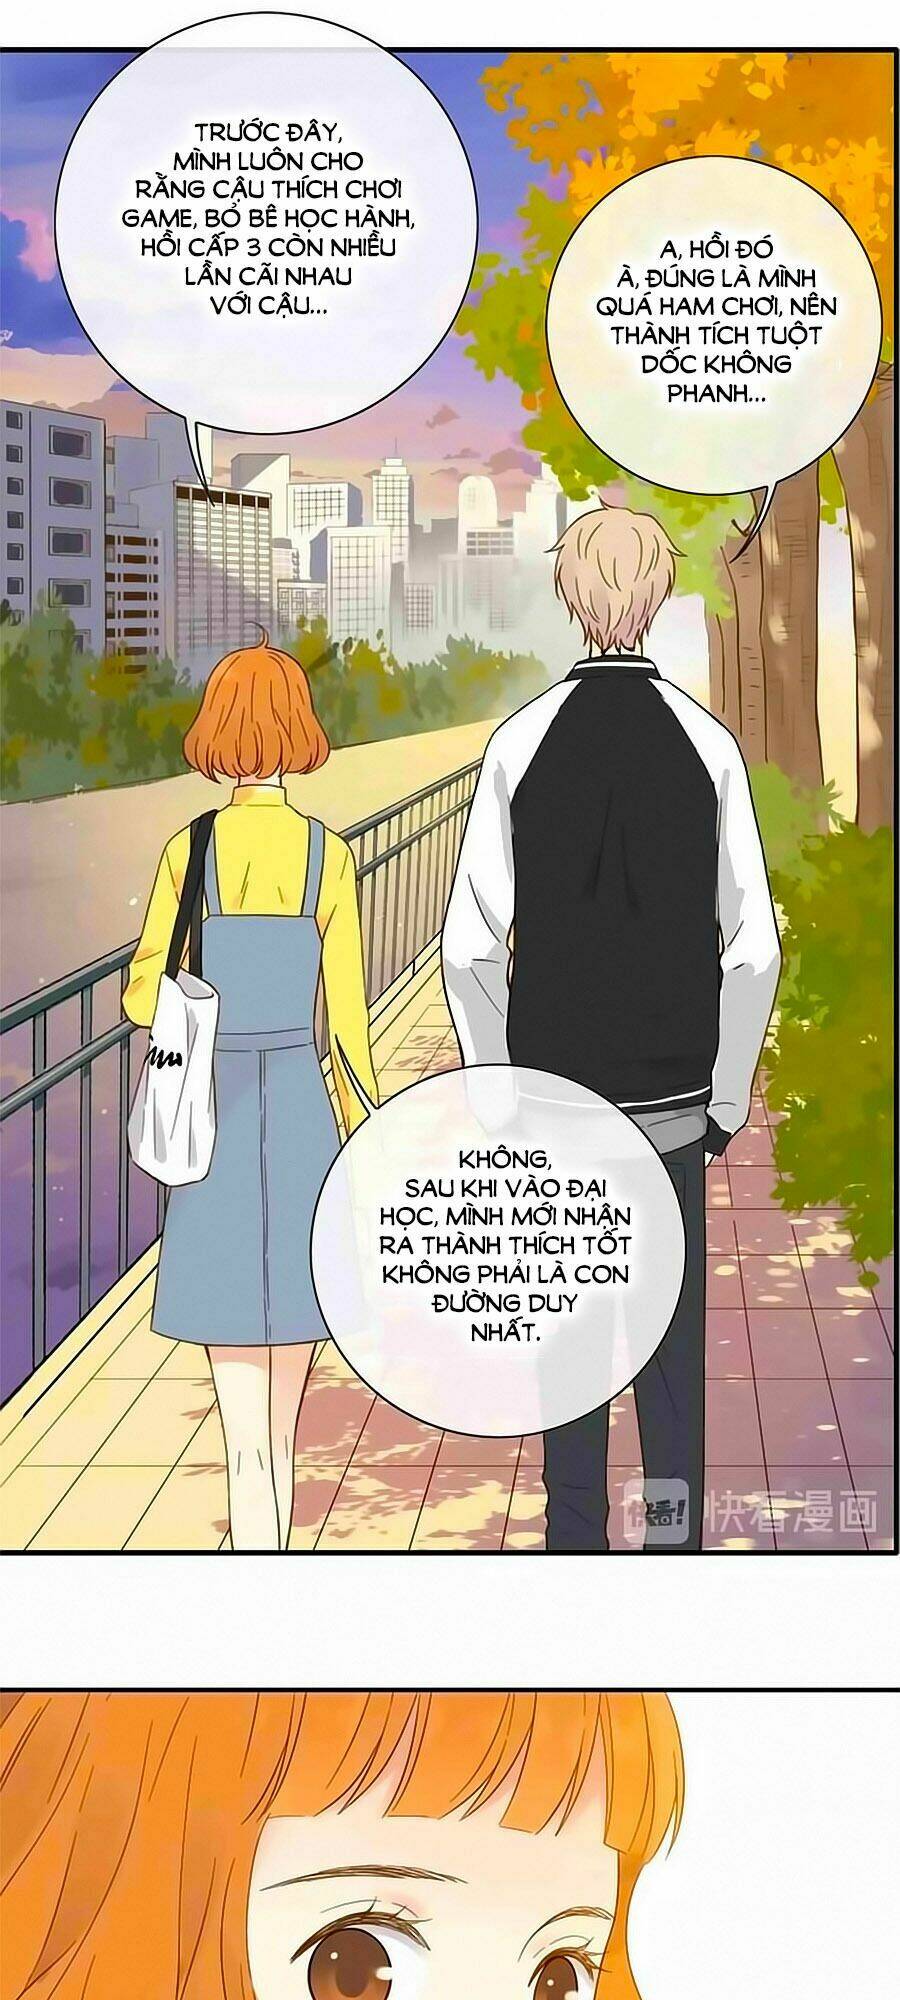 TRƯỚC ĐÂY,
MÌNH LUÔN CHO
RẰNG CẬU THÍCH CHƠI
GAME, BỎ BÊ HỌC HÀNH,
HỒI CẤP 3 CÒN NHIỀU
LẦN CÃI NHAU
VỚI CẬU...
A, HỒI ĐÓ
À, ĐÚNG LÀ MÌNH
QUÁ HAM CHƠI, NÊN
THÀNH TÍCH TUỘT
DỐC KHÔNG
PHANH...
KHÔNG,
SAU KHI VÀO ĐẠI
HỌC, MÌNH MỚI NHẬN
RA THÀNH THÍCH TỐT
KHÔNG PHẢI LÀ CON
ĐƯỜNG DUY
NHẤT.
快看! 快看漫画